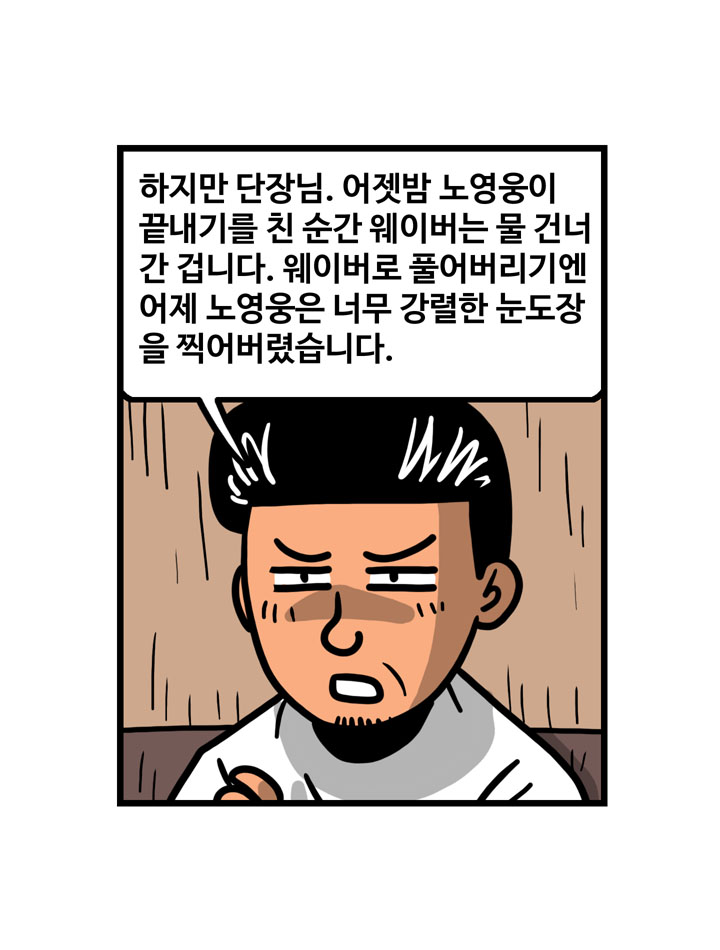 하지만 단장님. 어젯밤 노영웅이
끝내기를 친 순간 웨이버는 물 건너
간 겁니다. 웨이버로 풀어버리기엔
어제 노영웅은 너무 강렬한 눈도장
을 찍어버렸습니다.